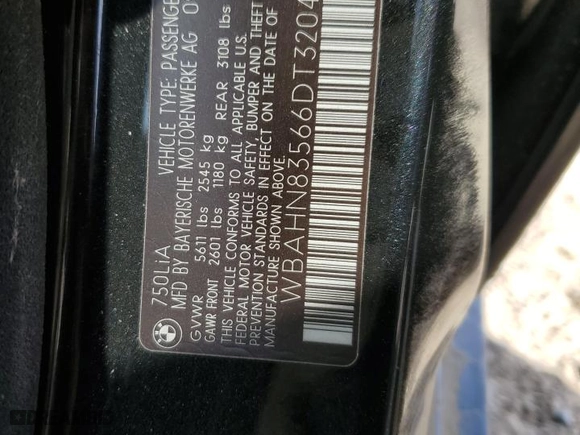 750LiA VEHICLE TYPE: PASSENGE
MFD BY BAYERISCHE MOTORENWERKE AG
GVWR 5611 lbs 2545 kg
GAWR FRONT 2601 lbs 1180 kg REAR 3108 lbs
THIS VEHICLE CONFORMS TO ALL APPLICABLE U.S.
FEDERAL MOTOR VEHICLE SAFETY, BUMPER AND THEFT
PREVENTION STANDARDS IN EFFECT ON THE DATE OF
MANUFACTURE SHOWN ABOVE.
WBAHN83566DT3204